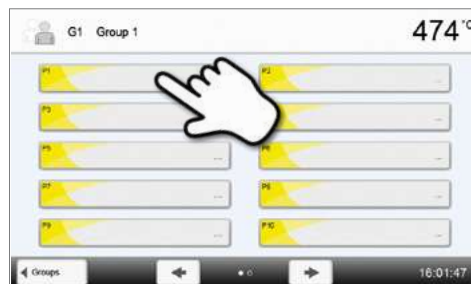 G1 Group 1 474 °C
P1 P2
P3
P5 ... P6 ...
P7 ... P8 ...
P9 ... P10 ...
Groups 16:01:47